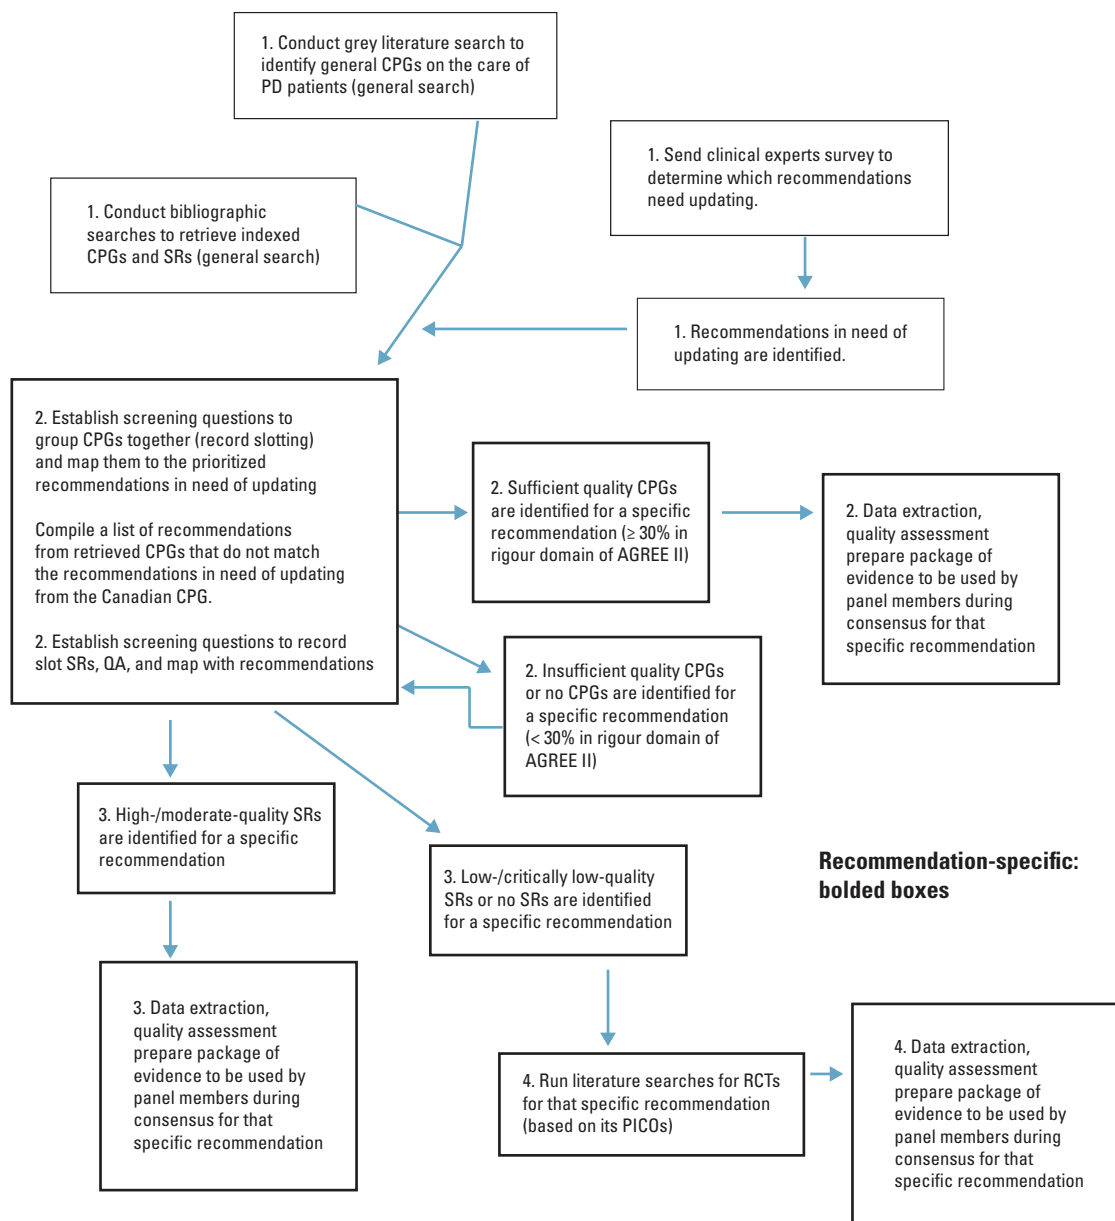 1. Conduct grey literature search to
identify general CPGs on the care of
PD patients (general search)
1. Send clinical experts survey to
determine which recommendations
need updating.
1. Conduct bibliographic
searches to retrieve indexed
CPGs and SRs (general search)
1. Recommendations in need of
updating are identified.
2. Establish screening questions to
group CPGs together (record slotting)
and map them to the prioritized
recommendations in need of updating
Compile a list of recommendations
from retrieved CPGs that do not match
the recommendations in need of updating
from the Canadian CPG.
2. Establish screening questions to record
slot SRs, QA, and map with recommendations
2. Sufficient quality CPGs
are identified for a specific
recommendation (≥ 30% in
rigour domain of AGREE II)
2. Data extraction,
quality assessment
prepare package of
evidence to be used by
panel members during
consensus for that
specific recommendation
2. Insufficient quality CPGs
or no CPGs are identified for
a specific recommendation
(< 30% in rigour domain of
AGREE II)
3. High-/moderate-quality SRs
are identified for a specific
recommendation
3. Low-/critically low-quality
SRs or no SRs are identified
for a specific recommendation
Recommendation-specific:
bolded boxes
3. Data extraction,
quality assessment
prepare package of
evidence to be used by
panel members during
consensus for that
specific recommendation
4. Run literature searches for RCTs
for that specific recommendation
(based on its PICOs)
4. Data extraction,
quality assessment
prepare package of
evidence to be used by
panel members during
consensus for that
specific recommendation